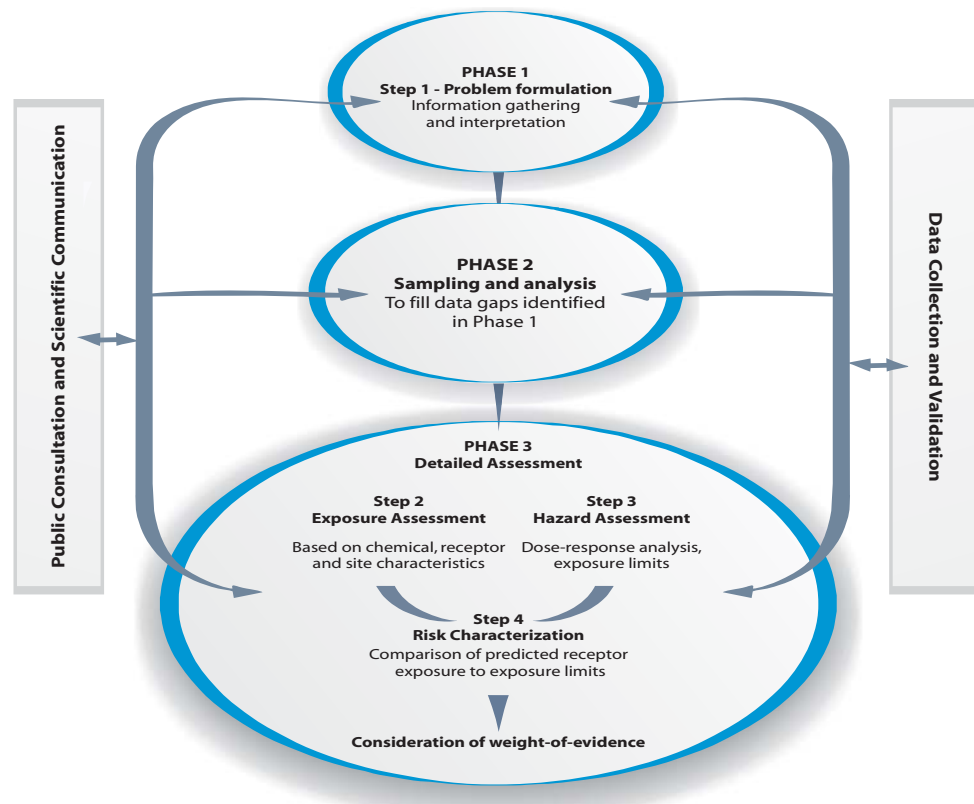 PHASE 1
Step 1 - Problem formulation
Information gathering
and interpretation
Public Consultation and Scientific Communication
Data Collection and Validation
PHASE 2
Sampling and analysis
To fill data gaps identified
in Phase 1
PHASE 3
Detailed Assessment
Step 2
Exposure Assessment
Based on chemical, receptor
and site characteristics
Step 3
Hazard Assessment
Dose-response analysis,
exposure limits
Step 4
Risk Characterization
Comparison of predicted receptor
exposure to exposure limits
Consideration of weight-of-evidence